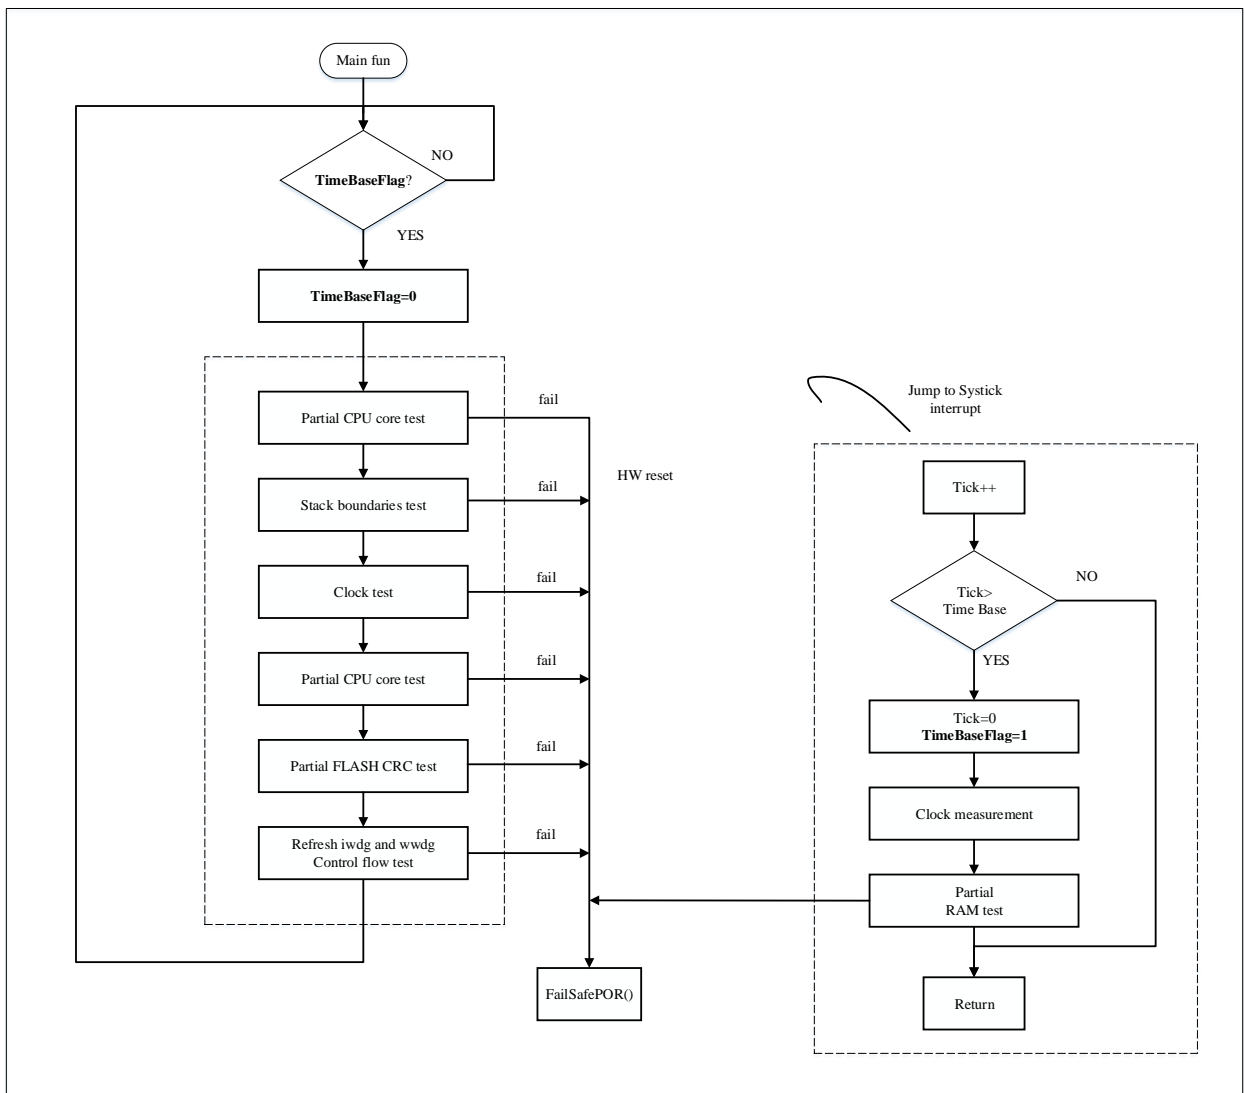 Main fun
NO
TimeBaseFlag?
YES
TimeBaseFlag=0
Partial CPU core test
fail
Stack boundaries test
fail
HW reset
Clock test
fail
Partial CPU core test
fail
Partial FLASH CRC test
fail
Refresh iwdg and wwdg
Control flow test
fail
FailSafePOR()
Jump to Systick
interrupt
Tick++
Tick>
Time Base
NO
YES
Tick=0
TimeBaseFlag=1
Clock measurement
Partial
RAM test
Return